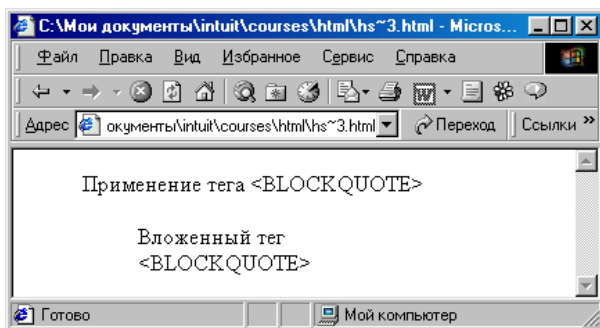 C:\Мои документы\intuit\courses\html\hs~3.html - Micros...
Файл Правка Вид Избранное Сервис Справка
Адрес окументы\intuit\courses\html\hs~3.html Переход Ссылки »
Применение тега <BLOCKQUOTE>
Вложенный тег
<BLOCKQUOTE>
Готово Мой компьютер